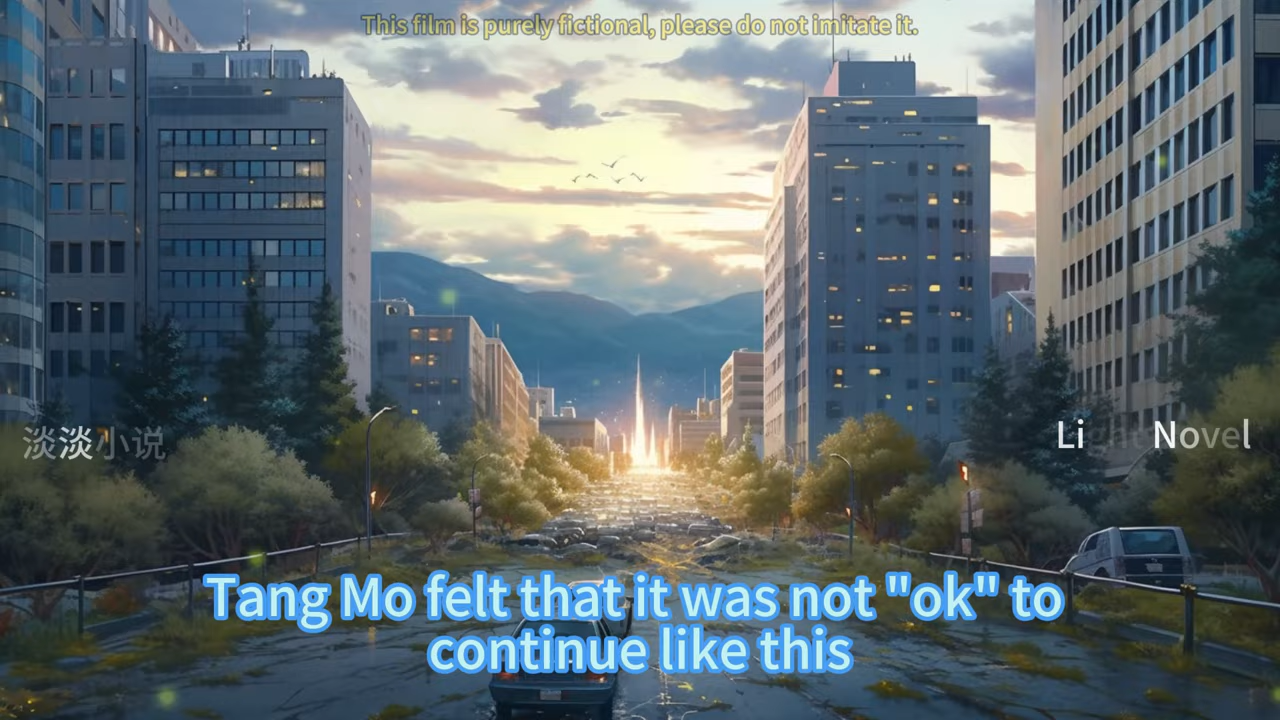 This film is purely fictional, please do not imitate it.
淡淡小说
Light Novel
Tang Mo felt that it was not "ok" to
continue like this